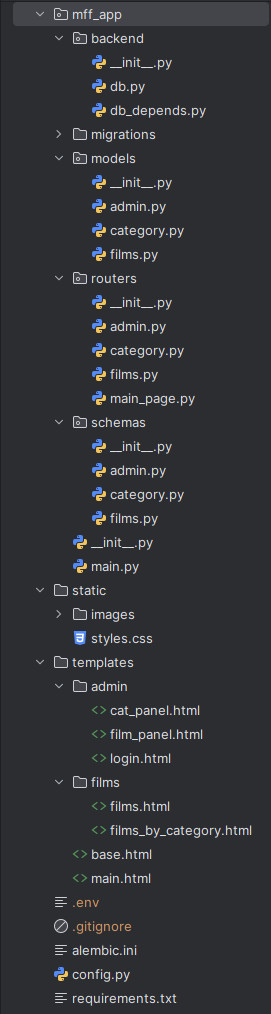 mff_app
backend
__init__.py
db.py
db_depends.py
migrations
models
__init__.py
admin.py
category.py
films.py
routers
__init__.py
admin.py
category.py
films.py
main_page.py
schemas
__init__.py
admin.py
category.py
films.py
__init__.py
main.py
static
images
styles.css
templates
admin
cat_panel.html
film_panel.html
login.html
films
films.html
films_by_category.html
base.html
main.html
.env
.gitignore
alembic.ini
config.py
requirements.txt